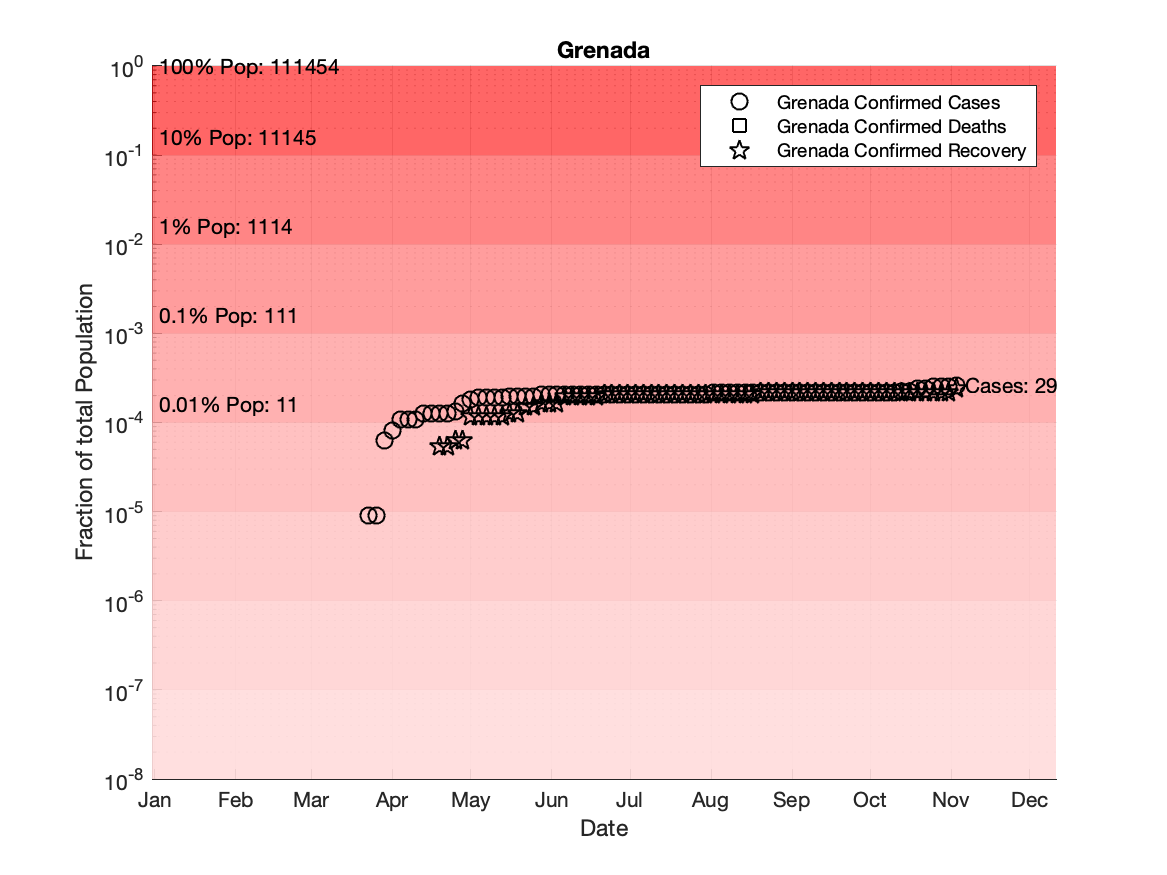 Grenada
10^0
100% Pop: 111454
Grenada Confirmed Cases
Grenada Confirmed Deaths
Grenada Confirmed Recovery
10% Pop: 11145
10^-1
1% Pop: 1114
10^-2
0.1% Pop: 111
10^-3
Cases: 29
0.01% Pop: 11
10^-4
10^-5
10^-6
10^-7
10^-8
Fraction of total Population
Jan Feb Mar Apr May Jun Jul Aug Sep Oct Nov Dec
Date